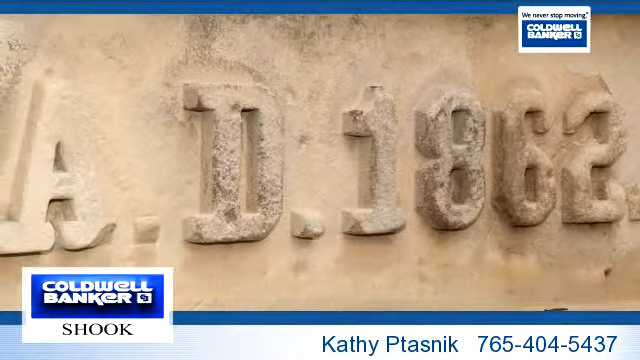 We never stop moving.®
COLDWELL
BANKER
A.D.1862.
COLDWELL
BANKER
SHOOK
Kathy Ptasnik 765-404-5437